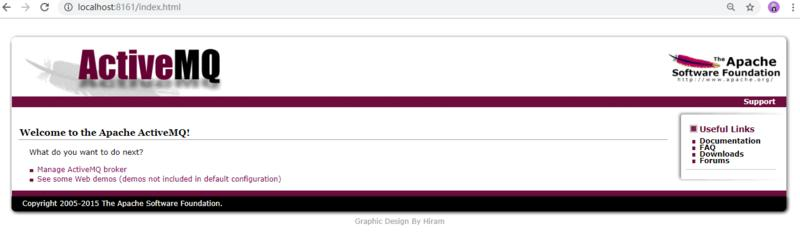 localhost:8161/index.html
ActiveMQ
The Apache
Software Foundation
http://www.apache.org/
Support
Welcome to the Apache ActiveMQ!
What do you want to do next?
Manage ActiveMQ broker
See some Web demos (demos not included in default configuration)
Useful Links
Documentation
FAQ
Downloads
Forums
Copyright 2005-2015 The Apache Software Foundation.
Graphic Design By Hiram